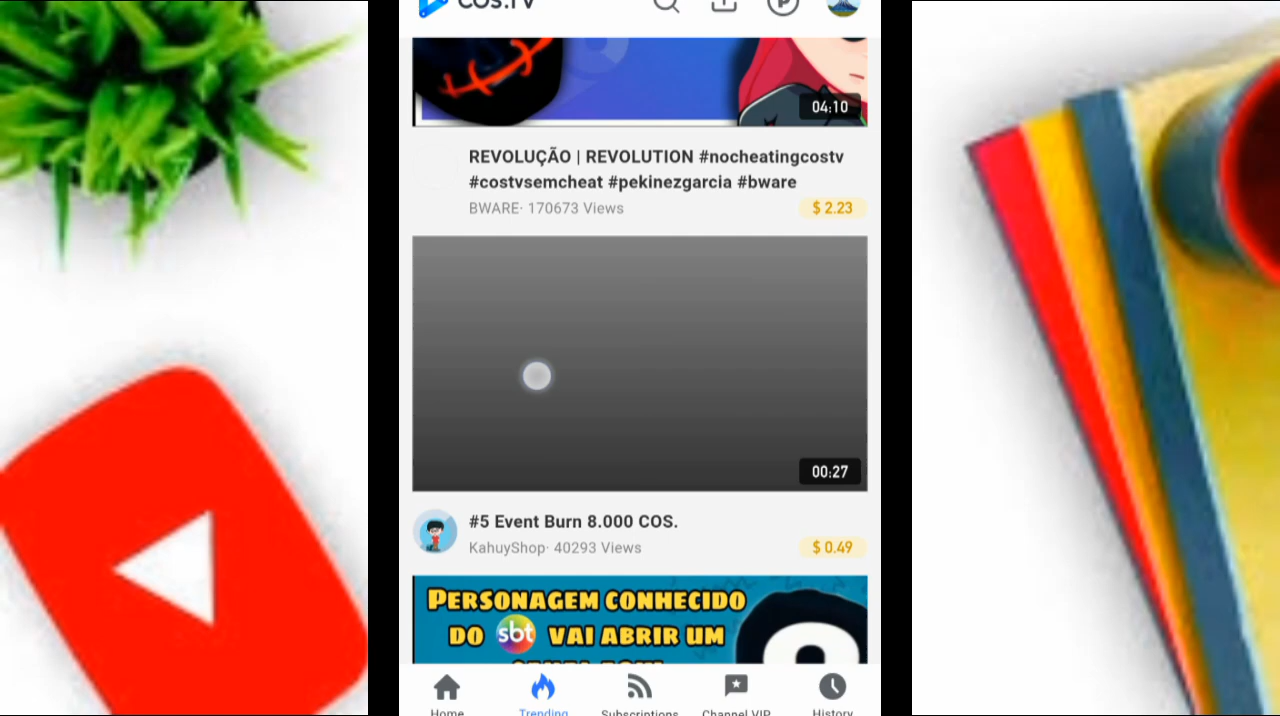 COS.TV
04:10
REVOLUÇÃO | REVOLUTION #nocheatingcostv
#costvsemcheat #pekinezgarcia #bware
BWARE· 170673 Views
$ 2.23
00:27
#5 Event Burn 8.000 COS.
KahuyShop· 40293 Views
$ 0.49
PERSONAGEM CONHECIDO
DO sbt VAI ABRIR UM
Home
Trending
Subscriptions
Channel VIP
History